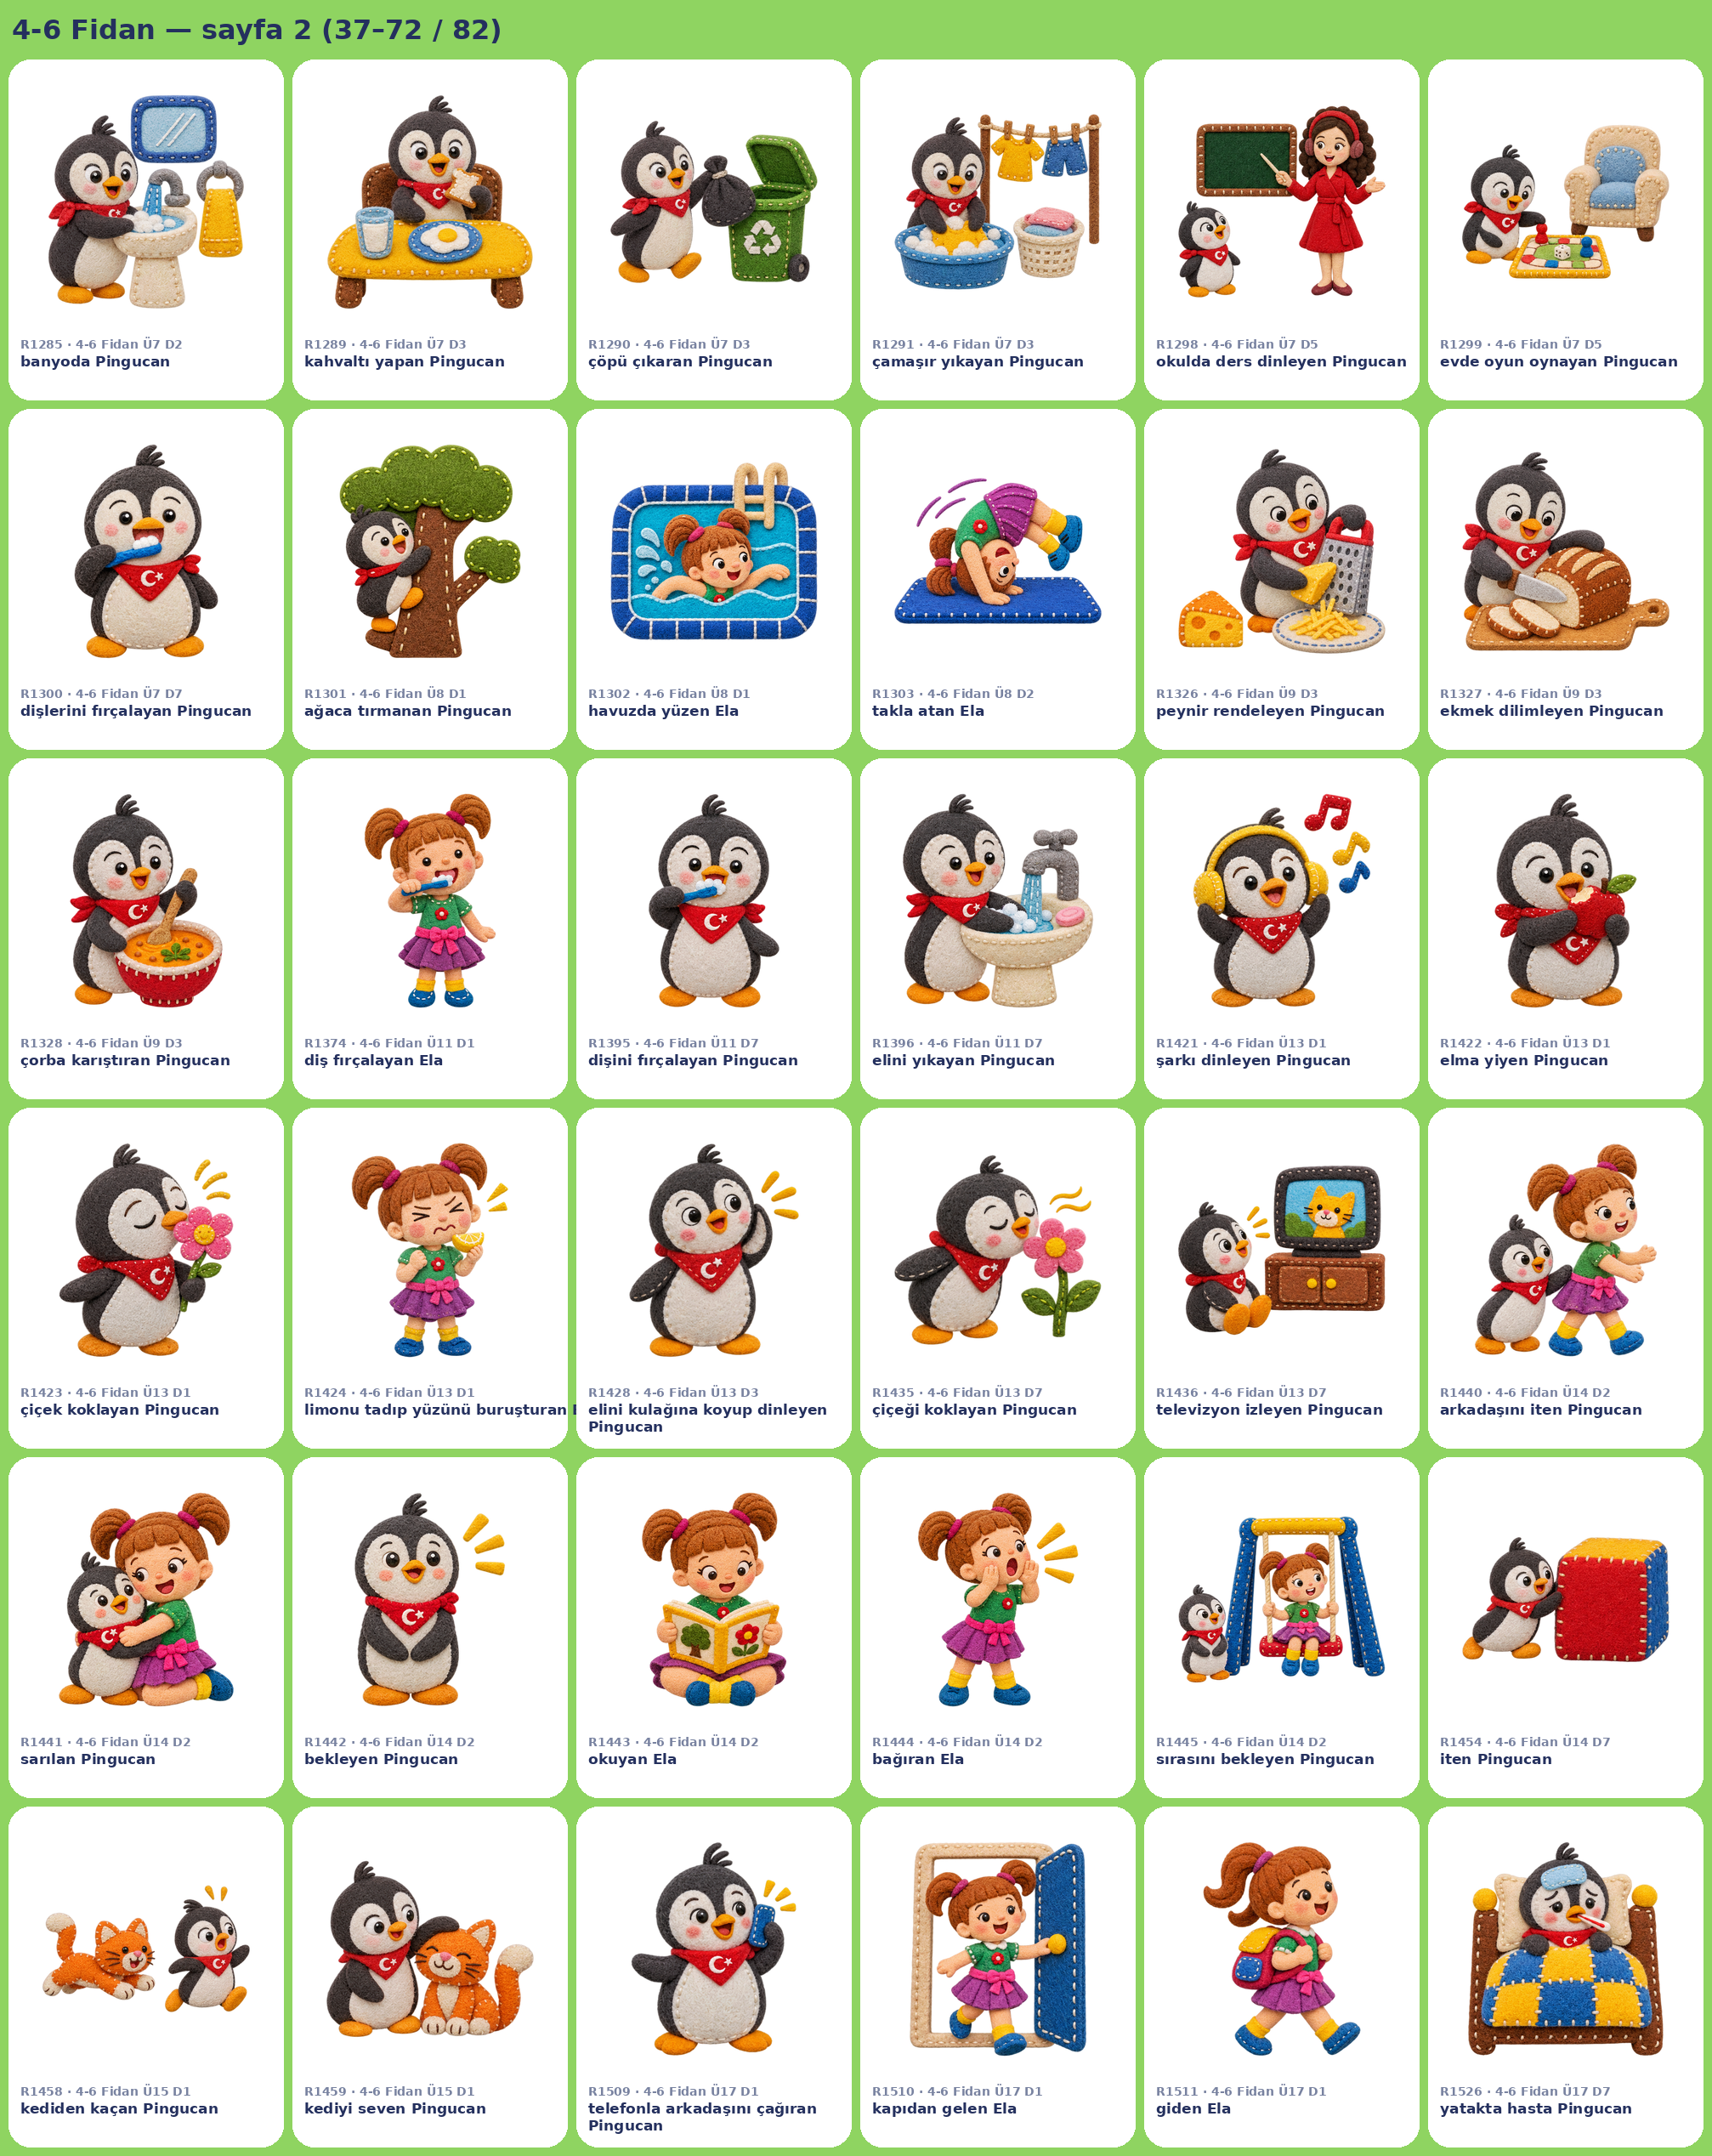 4-6 Fidan — sayfa 2 (37–72 / 82)
R1285 · 4-6 Fidan Ü7 D2
banyoda Pingucan
R1289 · 4-6 Fidan Ü7 D3
kahvaltı yapan Pingucan
R1290 · 4-6 Fidan Ü7 D3
çöpü çıkaran Pingucan
R1291 · 4-6 Fidan Ü7 D3
çamaşır yıkayan Pingucan
R1298 · 4-6 Fidan Ü7 D5
okulda ders dinleyen Pingucan
R1299 · 4-6 Fidan Ü7 D5
evde oyun oynayan Pingucan
R1300 · 4-6 Fidan Ü7 D7
dişlerini fırçalayan Pingucan
R1301 · 4-6 Fidan Ü8 D1
ağaca tırmanan Pingucan
R1302 · 4-6 Fidan Ü8 D1
havuzda yüzen Ela
R1303 · 4-6 Fidan Ü8 D2
takla atan Ela
R1326 · 4-6 Fidan Ü9 D3
peynir rendeleyen Pingucan
R1327 · 4-6 Fidan Ü9 D3
ekmek dilimleyen Pingucan
R1328 · 4-6 Fidan Ü9 D3
çorba karıştıran Pingucan
R1374 · 4-6 Fidan Ü11 D1
diş fırçalayan Ela
R1395 · 4-6 Fidan Ü11 D7
dişini fırçalayan Pingucan
R1396 · 4-6 Fidan Ü11 D7
elini yıkayan Pingucan
R1421 · 4-6 Fidan Ü13 D1
şarkı dinleyen Pingucan
R1422 · 4-6 Fidan Ü13 D1
elma yiyen Pingucan
R1423 · 4-6 Fidan Ü13 D1
çiçek koklayan Pingucan
R1424 · 4-6 Fidan Ü13 D1
limonu tadıp yüzünü buruşturan
R1428 · 4-6 Fidan Ü13 D3
elini kulağına koyup dinleyen
Pingucan
R1435 · 4-6 Fidan Ü13 D7
çiçeği koklayan Pingucan
R1436 · 4-6 Fidan Ü13 D7
televizyon izleyen Pingucan
R1440 · 4-6 Fidan Ü14 D2
arkadaşını iten Pingucan
R1441 · 4-6 Fidan Ü14 D2
sarılan Pingucan
R1442 · 4-6 Fidan Ü14 D2
bekleyen Pingucan
R1443 · 4-6 Fidan Ü14 D2
okuyan Ela
R1444 · 4-6 Fidan Ü14 D2
bağıran Ela
R1445 · 4-6 Fidan Ü14 D2
sırasını bekleyen Pingucan
R1454 · 4-6 Fidan Ü14 D7
iten Pingucan
R1458 · 4-6 Fidan Ü15 D1
kediden kaçan Pingucan
R1459 · 4-6 Fidan Ü15 D1
kediyi seven Pingucan
R1509 · 4-6 Fidan Ü17 D1
telefonla arkadaşını çağıran
Pingucan
R1510 · 4-6 Fidan Ü17 D1
kapıdan gelen Ela
R1511 · 4-6 Fidan Ü17 D1
giden Ela
R1526 · 4-6 Fidan Ü17 D7
yatakta hasta Pingucan